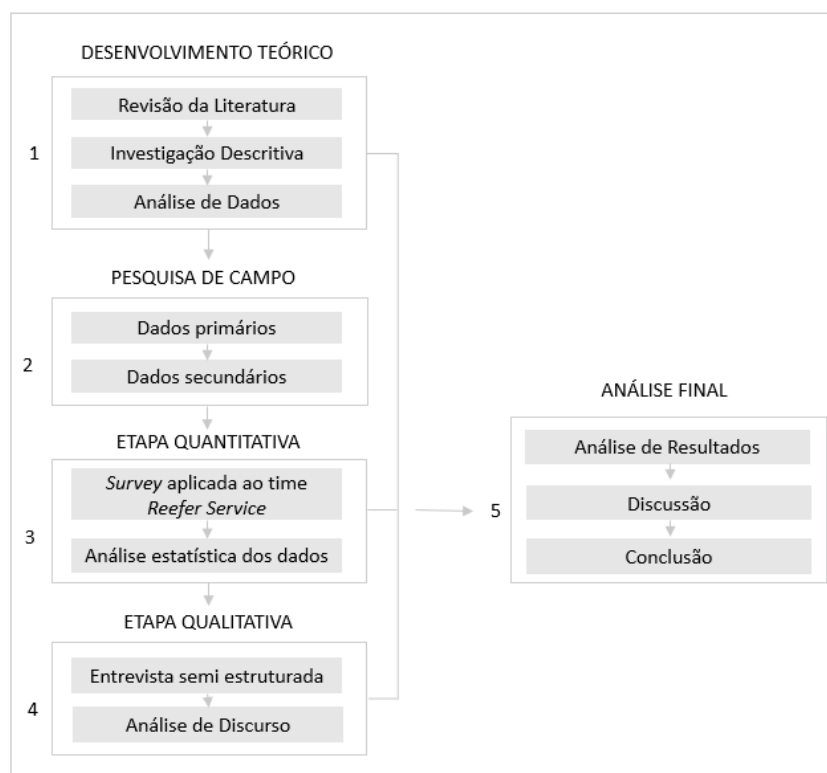 DESENVOLVIMENTO TEÓRICO
1
Revisão da Literatura
Investigação Descritiva
Análise de Dados
PESQUISA DE CAMPO
2
Dados primários
Dados secundários
ETAPA QUANTITATIVA
3
Survey aplicada ao time
Reefer Service
Análise estatística dos dados
ETAPA QUALITATIVA
4
Entrevista semi estruturada
Análise de Discurso
ANÁLISE FINAL
5
Análise de Resultados
Discussão
Conclusão